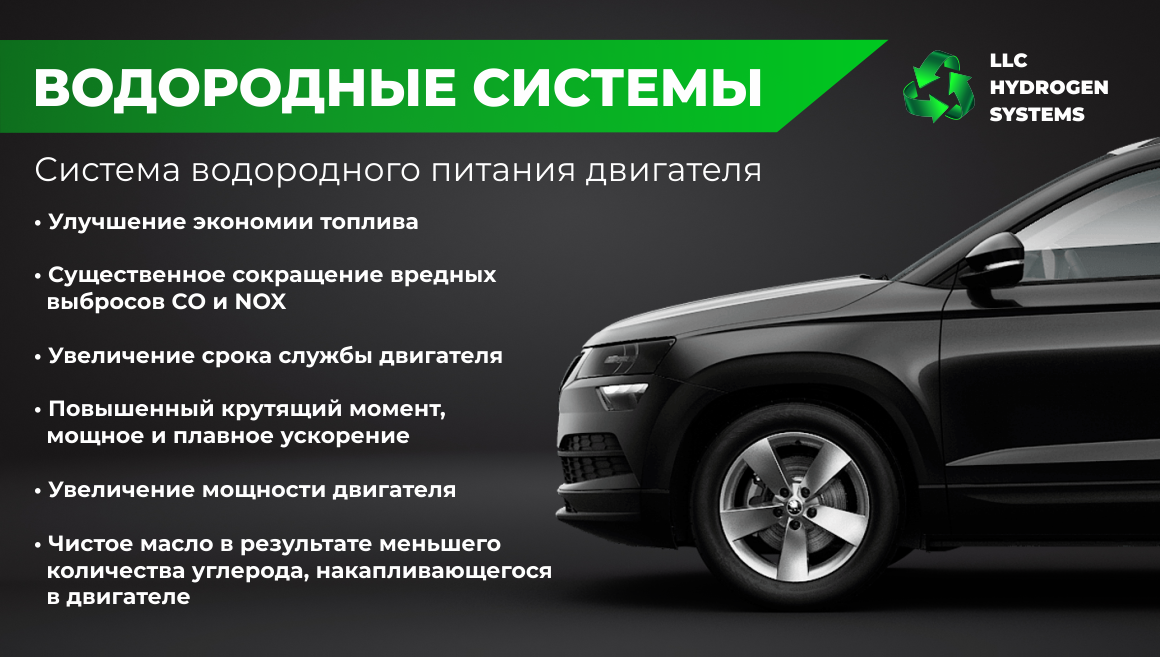 ВОДОРОДНЫЕ СИСТЕМЫ
LLC
HYDROGEN
SYSTEMS
Система водородного питания двигателя
• Улучшение экономии топлива
• Существенное сокращение вредных
выбросов СО и NOX
• Увеличение срока службы двигателя
• Повышенный крутящий момент,
мощное и плавное ускорение
• Увеличение мощности двигателя
• Чистое масло в результате меньшего
количества углерода, накапливающегося
в двигателе